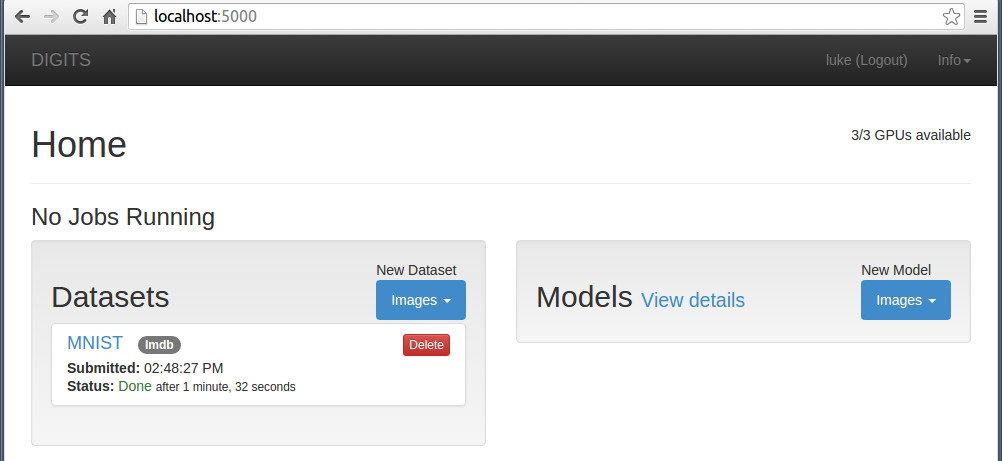 localhost:5000
DIGITS luke (Logout) Info
Home 3/3 GPUs available
No Jobs Running
New Dataset
Datasets Images
MNIST lmdb Delete
Submitted: 02:48:27 PM
Status: Done after 1 minute, 32 seconds
New Model
Models View details Images